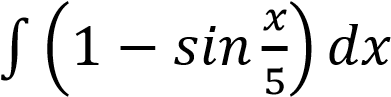 ∫ (1 − sin x/5) dx